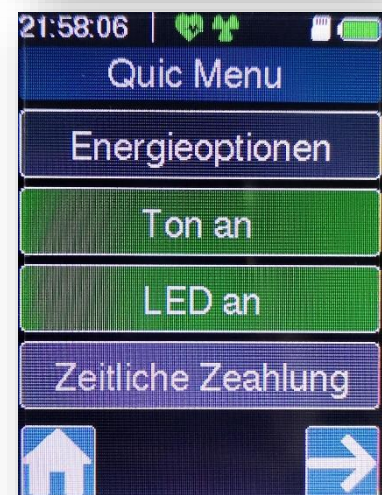 21:58:06
Quic Menu
Energieoptionen
Ton an
LED an
Zeitliche Zeahlung